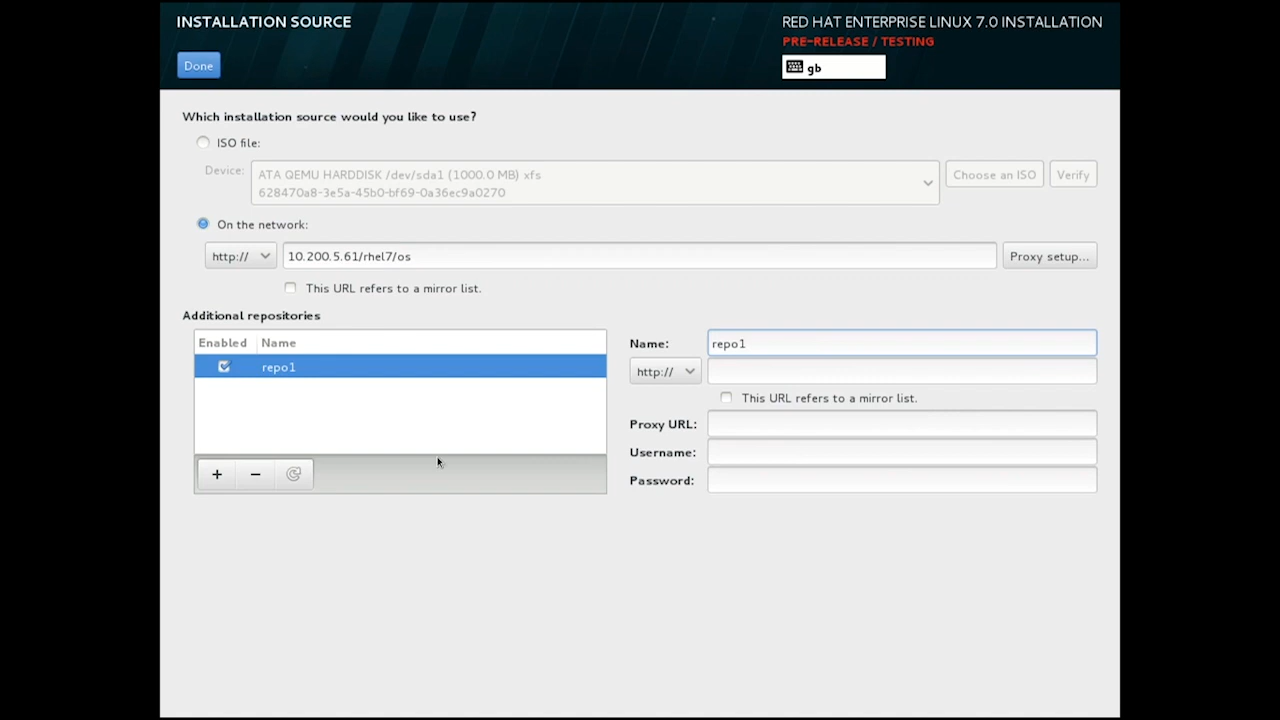 INSTALLATION SOURCE
RED HAT ENTERPRISE LINUX 7.0 INSTALLATION
PRE-RELEASE / TESTING
Done
gb
Which installation source would you like to use?
ISO file:
Device:
ATA QEMU HARDDISK /dev/sda1 (1000.0 MB) xfs
628470a8-3e5a-45b0-bf69-0a36ec9a0270
Choose an ISO
Verify
On the network:
http://
10.200.5.61/rhel7/os
Proxy setup...
This URL refers to a mirror list.
Additional repositories
Enabled Name
repo1
+ −
Name: repo1
http://
This URL refers to a mirror list.
Proxy URL:
Username:
Password: